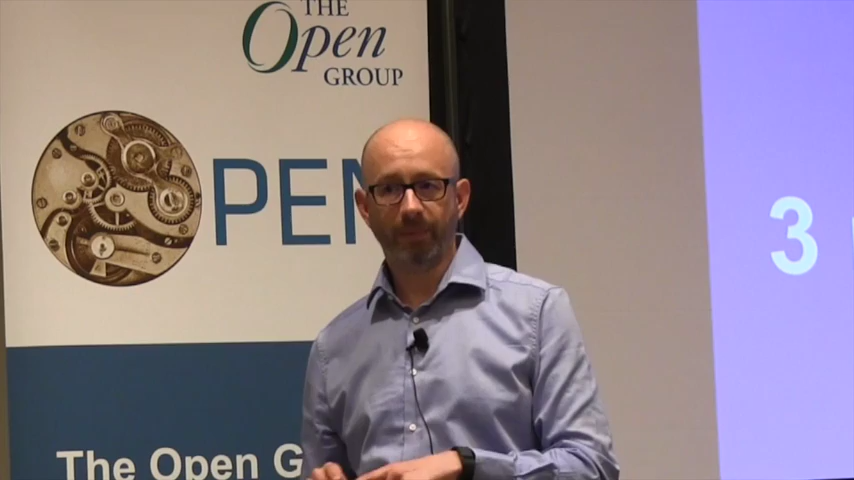 THE
Open
GROUP
PEN
The Open G
3